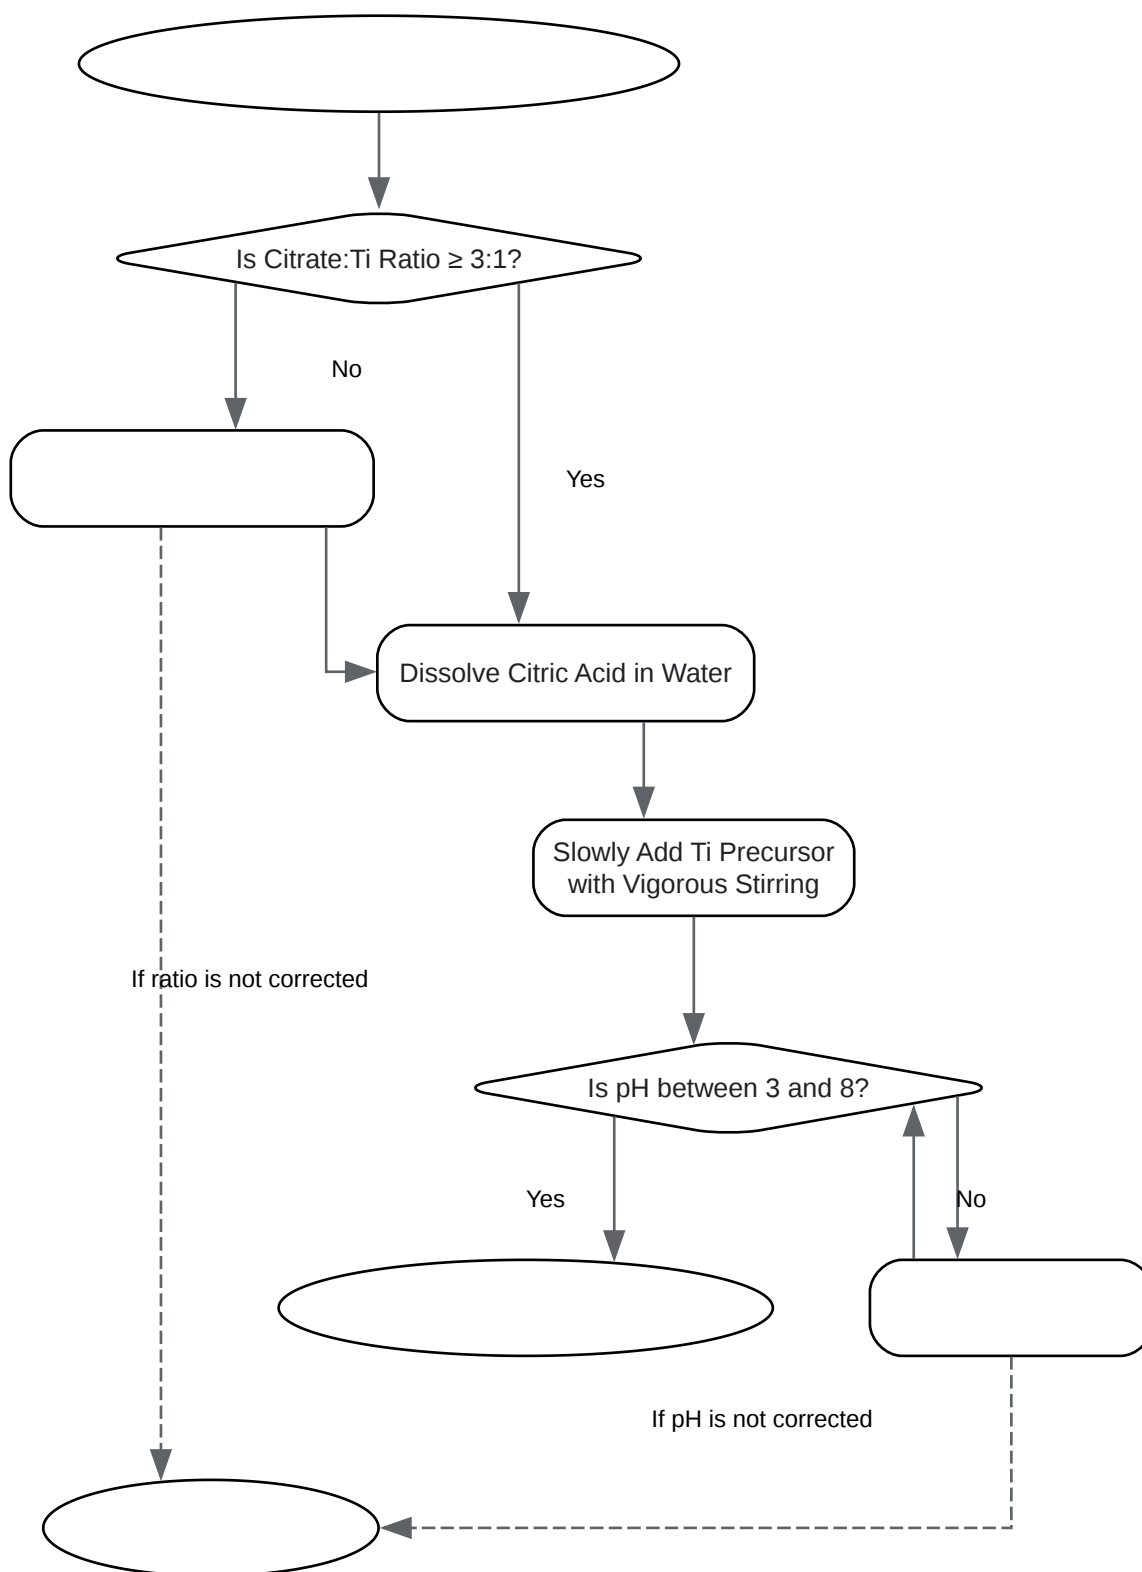 Is Citrate:Ti Ratio ≥ 3:1?
No
Yes
Dissolve Citric Acid in Water
Slowly Add Ti Precursor
with Vigorous Stirring
If ratio is not corrected
Is pH between 3 and 8?
Yes
No
If pH is not corrected